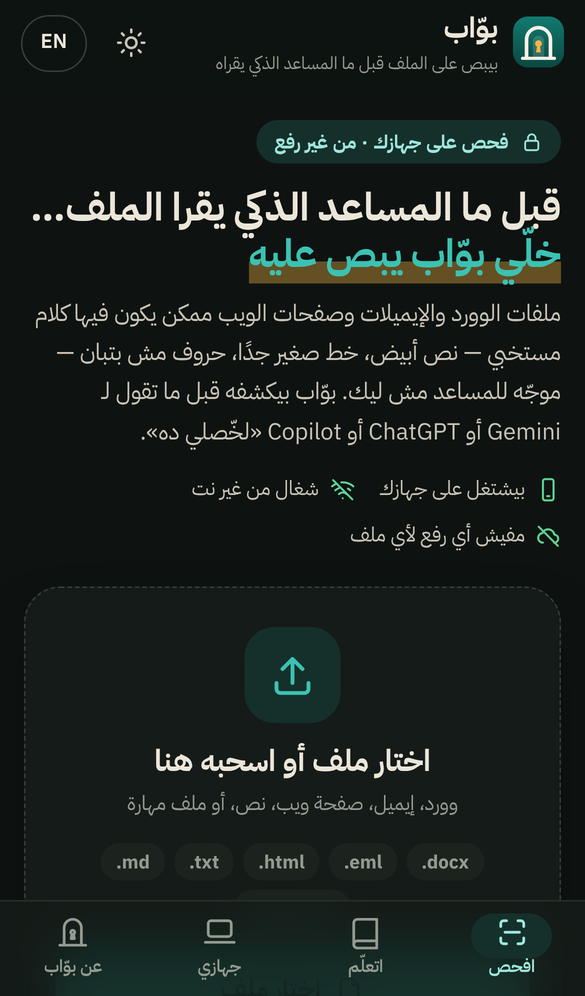 بوّاب
بيبص على الملف قبل ما المساعد الذكي يقراه
EN
فحص على جهازك · من غير رفع
قبل ما المساعد الذكي يقرا الملف...
خلّي بوّاب يبص عليه
ملفات الوورد والإيميلات وصفحات الويب ممكن يكون فيها كلام
مستخبي — نص أبيض، خط صغير جدًا، حروف مش بتبان —
موجّه للمساعد مش ليك. بوّاب بيكشفه قبل ما تقول لـ
Gemini أو ChatGPT أو Copilot «لخّصلي ده».
بيشتغل على جهازك
شغال من غير نت
مفيش أي رفع لأي ملف
اختار ملف أو اسحبه هنا
وورد، إيميل، صفحة ويب، نص، أو ملف مهارة
.docx .eml .html .txt .md
اختار ملف
افحص
اتعلّم
جهازي
عن بوّاب